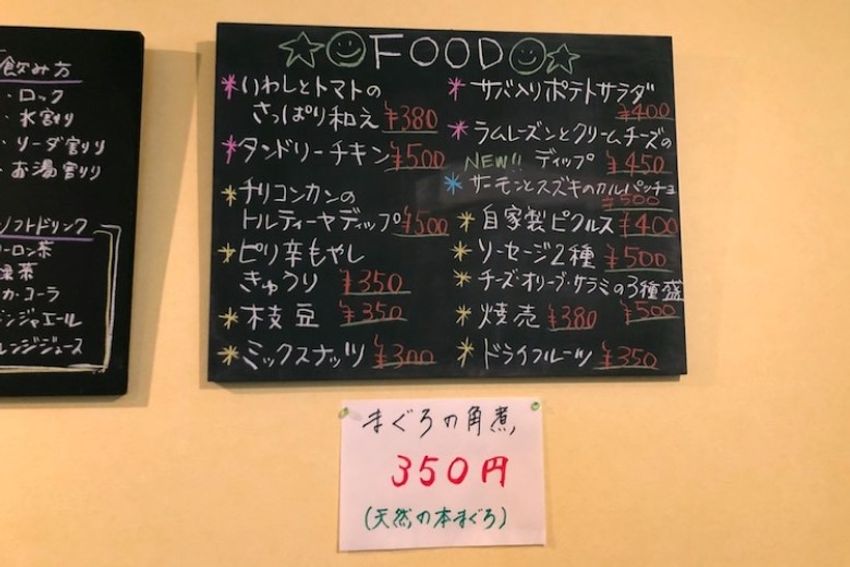 飲み方
・ロック
・水割り
・ソーダ割り
・お湯割り
ソフトドリンク
ーロン茶
茶
カ・コーラ
ンジャエール
レンジジュース
FOOD
*いわしとトマトの
さっぱり和え ¥380
*タンドリーチキン ¥500
*チリコンカンの
トルティーヤディップ ¥500
*ピリ辛もやし
きゅうり ¥350
*枝豆 ¥350
*ミックスナッツ ¥300
*サバ入りポテトサラダ
¥400
*ラムレーズンとクリームチーズの
NEW!! ディップ ¥450
*サーモンとスズキのカルパッチョ
¥500
*自家製ピクルス ¥400
*ソーセージ2種 ¥500
*チーズ・オリーブ・サラミの3種盛
¥500
*焼売 ¥380
*ドライフルーツ ¥350
まぐろの角煮
350円
(天然の本まぐろ)